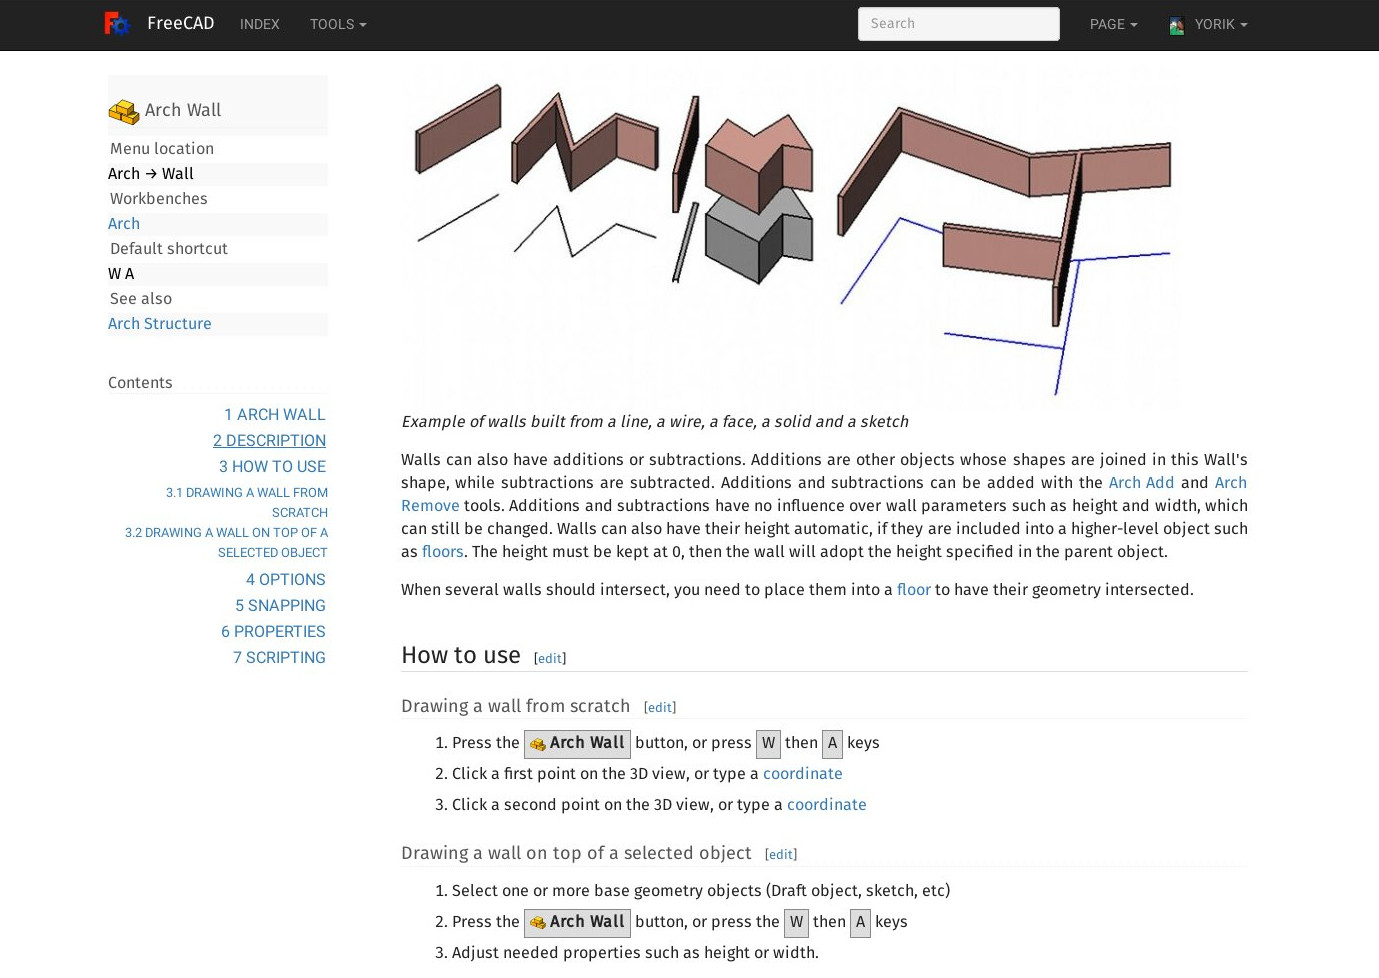 FreeCAD INDEX TOOLS Search PAGE YORIK
Arch Wall
Menu location
Arch → Wall
Workbenches
Arch
Default shortcut
W A
See also
Arch Structure
Contents
1 ARCH WALL
2 DESCRIPTION
3 HOW TO USE
3.1 DRAWING A WALL FROM
SCRATCH
3.2 DRAWING A WALL ON TOP OF A
SELECTED OBJECT
4 OPTIONS
5 SNAPPING
6 PROPERTIES
7 SCRIPTING
Example of walls built from a line, a wire, a face, a solid and a sketch
Walls can also have additions or subtractions. Additions are other objects whose shapes are joined in this Wall's
shape, while subtractions are subtracted. Additions and subtractions can be added with the Arch Add and Arch
Remove tools. Additions and subtractions have no influence over wall parameters such as height and width, which
can still be changed. Walls can also have their height automatic, if they are included into a higher-level object such
as floors. The height must be kept at 0, then the wall will adopt the height specified in the parent object.
When several walls should intersect, you need to place them into a floor to have their geometry intersected.
How to use [edit]
Drawing a wall from scratch [edit]
1. Press the Arch Wall button, or press W then A keys
2. Click a first point on the 3D view, or type a coordinate
3. Click a second point on the 3D view, or type a coordinate
Drawing a wall on top of a selected object [edit]
1. Select one or more base geometry objects (Draft object, sketch, etc)
2. Press the Arch Wall button, or press the W then A keys
3. Adjust needed properties such as height or width.